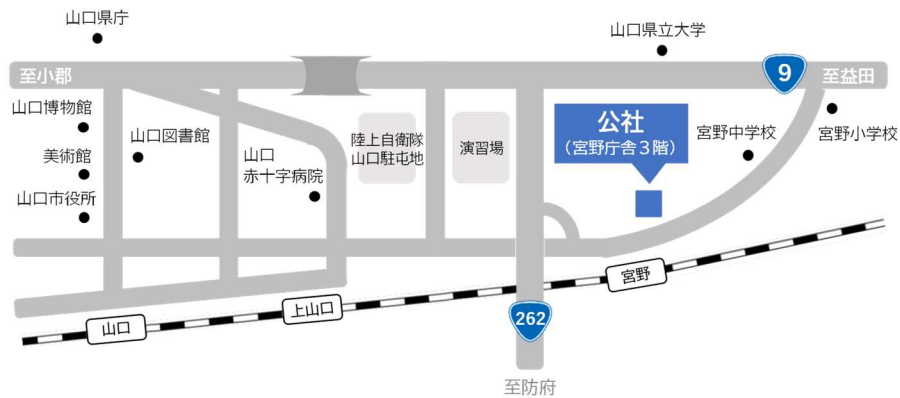 山口県庁
山口県立大学
至小郡
9
至益田
山口博物館
山口図書館
美術館
山口市役所
山口
赤十字病院
陸上自衛隊
山口駐屯地
演習場
公社
（宮野庁舎３階）
宮野中学校
宮野小学校
宮野
上山口
山口
262
至防府